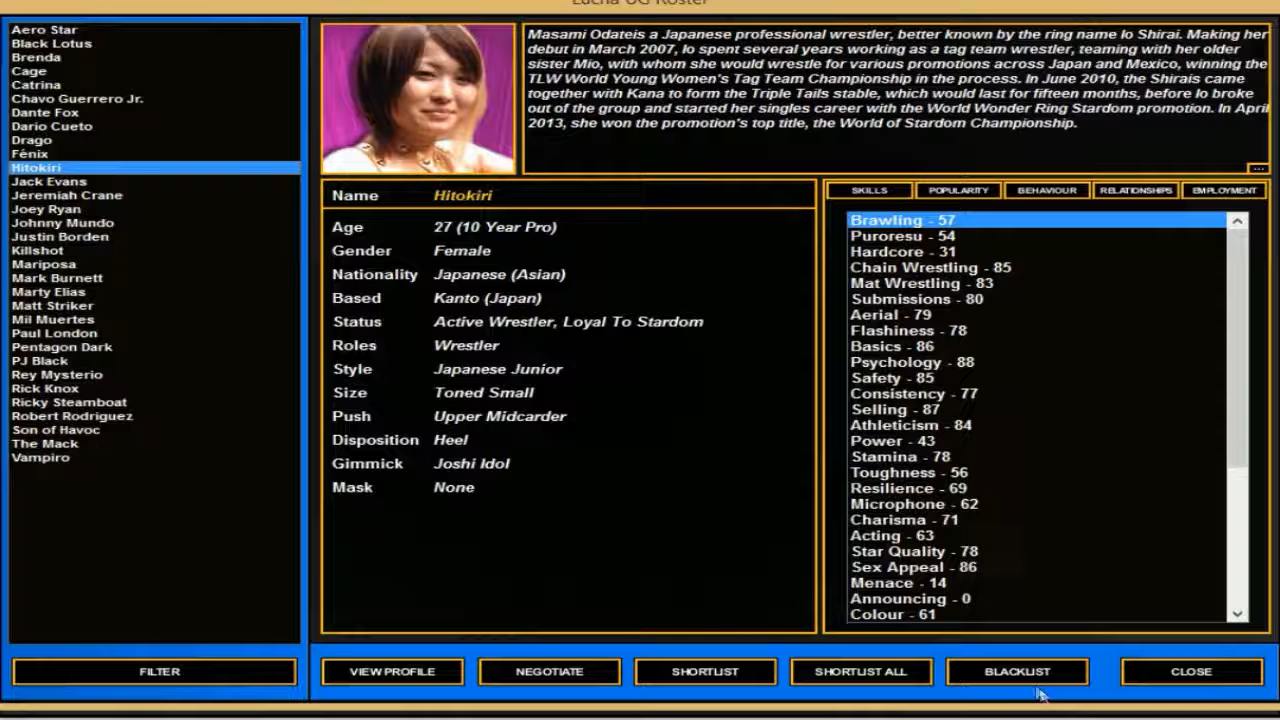 Lucha UG Roster
Aero Star
Black Lotus
Brenda
Cage
Catrina
Chavo Guerrero Jr.
Dante Fox
Dario Cueto
Drago
Fénix
Hitokiri
Jack Evans
Jeremiah Crane
Joey Ryan
Johnny Mundo
Justin Borden
Killshot
Mariposa
Mark Burnett
Marty Elias
Matt Striker
Mil Muertes
Paul London
Pentagon Dark
PJ Black
Rey Mysterio
Rick Knox
Ricky Steamboat
Robert Rodriguez
Son of Havoc
The Mack
Vampiro
FILTER
Masami Odateis a Japanese professional wrestler, better known by the ring name Io Shirai. Making her
debut in March 2007, Io spent several years working as a tag team wrestler, teaming with her older
sister Mio, with whom she would wrestle for various promotions across Japan and Mexico, winning the
TLW World Young Women's Tag Team Championship in the process. In June 2010, the Shirais came
together with Kana to form the Triple Tails stable, which would last for fifteen months, before Io broke
out of the group and started her singles career with the World Wonder Ring Stardom promotion. In April
2013, she won the promotion's top title, the World of Stardom Championship.
...
Name Hitokiri
Age 27 (10 Year Pro)
Gender Female
Nationality Japanese (Asian)
Based Kanto (Japan)
Status Active Wrestler, Loyal To Stardom
Roles Wrestler
Style Japanese Junior
Size Toned Small
Push Upper Midcarder
Disposition Heel
Gimmick Joshi Idol
Mask None
SKILLS POPULARITY BEHAVIOUR RELATIONSHIPS EMPLOYMENT
Brawling - 57
Puroresu - 54
Hardcore - 31
Chain Wrestling - 85
Mat Wrestling - 83
Submissions - 80
Aerial - 79
Flashiness - 78
Basics - 86
Psychology - 88
Safety - 85
Consistency - 77
Selling - 87
Athleticism - 84
Power - 43
Stamina - 78
Toughness - 56
Resilience - 69
Microphone - 62
Charisma - 71
Acting - 63
Star Quality - 78
Sex Appeal - 86
Menace - 14
Announcing - 0
Colour - 61
VIEW PROFILE NEGOTIATE SHORTLIST SHORTLIST ALL BLACKLIST CLOSE